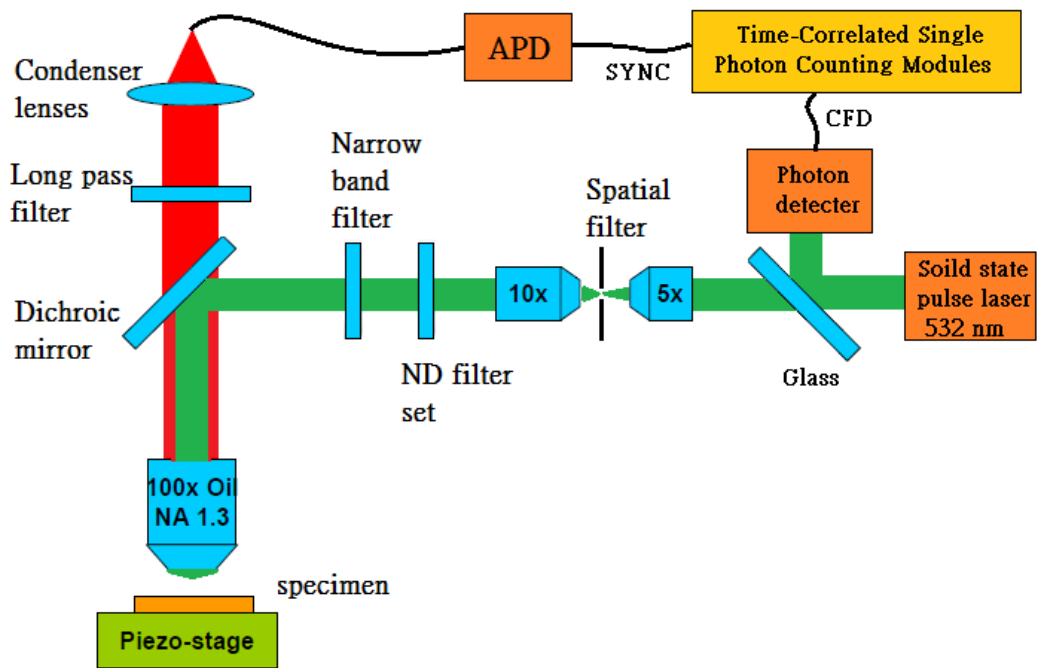 APD
Time-Correlated Single
Photon Counting Modules
SYNC
CFD
Condenser
lenses
Long pass
filter
Narrow
band
filter
Spatial
filter
Photon
detecter
10x
5x
Soild state
pulse laser
532 nm
Dichroic
mirror
ND filter
set
Glass
100x Oil
NA 1.3
specimen
Piezo-stage